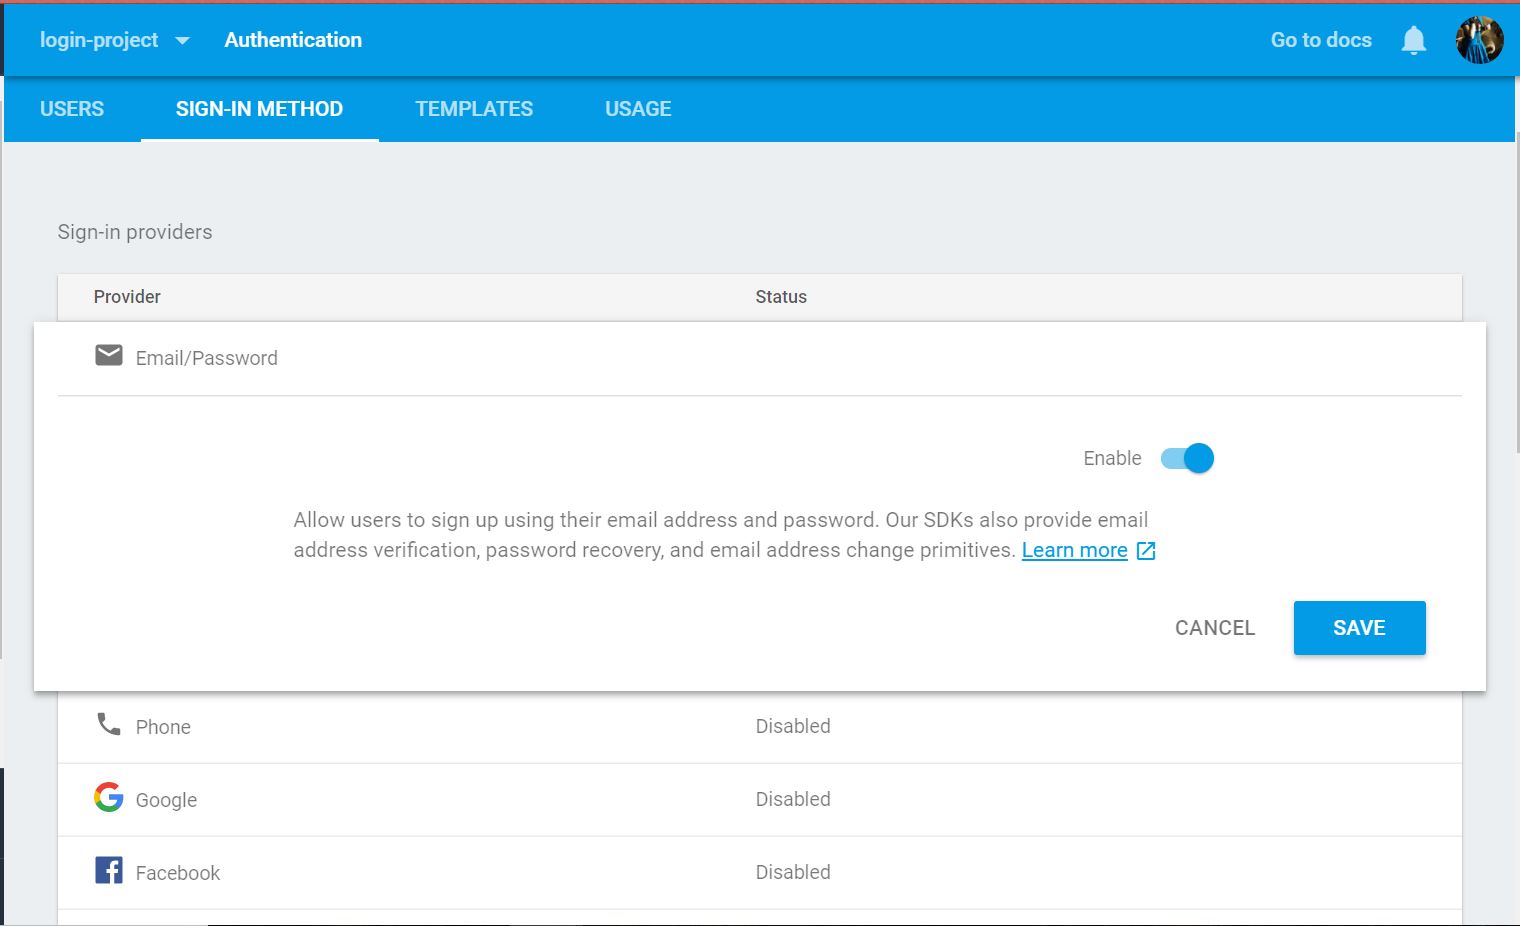 login-project Authentication Go to docs
USERS SIGN-IN METHOD TEMPLATES USAGE
Sign-in providers
Provider Status
Email/Password
Enable
Allow users to sign up using their email address and password. Our SDKs also provide email
address verification, password recovery, and email address change primitives. Learn more
CANCEL SAVE
Phone Disabled
Google Disabled
Facebook Disabled